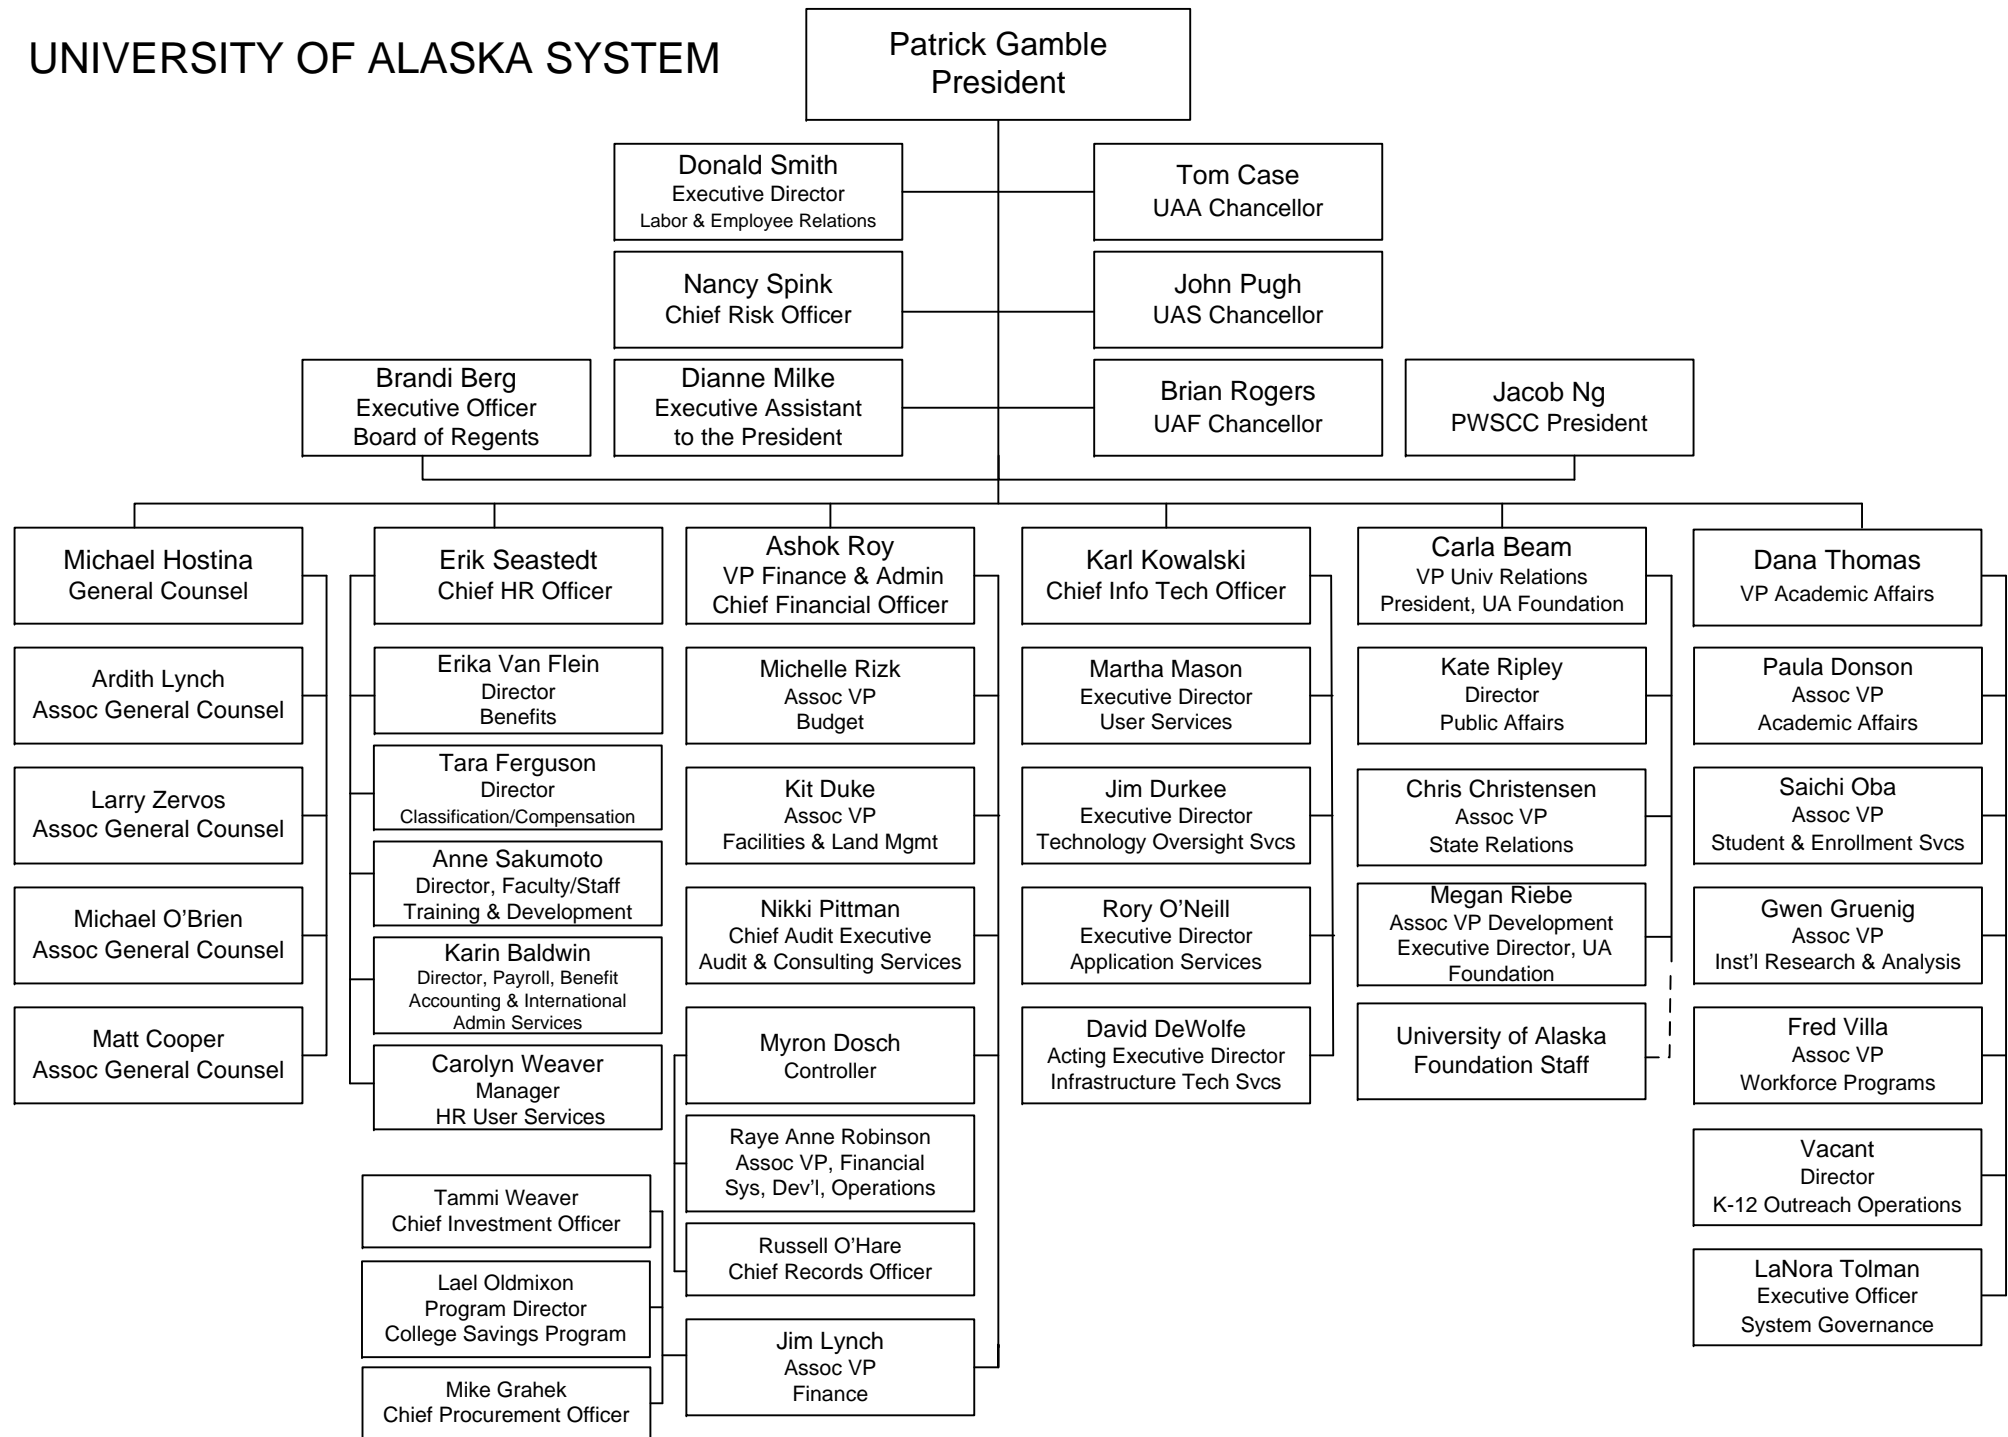 UNIVERSITY OF ALASKA SYSTEM
Patrick Gamble
President
Donald Smith
Executive Director
Labor & Employee Relations
Tom Case
UAA Chancellor
Nancy Spink
Chief Risk Officer
John Pugh
UAS Chancellor
Brandi Berg
Executive Officer
Board of Regents
Dianne Milke
Executive Assistant
to the President
Brian Rogers
UAF Chancellor
Jacob Ng
PWSCC President
Michael Hostina
General Counsel
Ardith Lynch
Assoc General Counsel
Larry Zervos
Assoc General Counsel
Michael O’Brien
Assoc General Counsel
Matt Cooper
Assoc General Counsel
Erik Seastedt
Chief HR Officer
Erika Van Flein
Director
Benefits
Tara Ferguson
Director
Classification/Compensation
Anne Sakumoto
Director, Faculty/Staff
Training & Development
Karin Baldwin
Director, Payroll, Benefit
Accounting & International
Admin Services
Carolyn Weaver
Manager
HR User Services
Ashok Roy
VP Finance & Admin
Chief Financial Officer
Michelle Rizk
Assoc VP
Budget
Kit Duke
Assoc VP
Facilities & Land Mgmt
Nikki Pittman
Chief Audit Executive
Audit & Consulting Services
Myron Dosch
Controller
Raye Anne Robinson
Assoc VP, Financial
Sys, Dev’l, Operations
Russell O’Hare
Chief Records Officer
Jim Lynch
Assoc VP
Finance
Tammi Weaver
Chief Investment Officer
Lael Oldmixon
Program Director
College Savings Program
Mike Grahek
Chief Procurement Officer
Karl Kowalski
Chief Info Tech Officer
Martha Mason
Executive Director
User Services
Jim Durkee
Executive Director
Technology Oversight Svcs
Rory O’Neill
Executive Director
Application Services
David DeWolfe
Acting Executive Director
Infrastructure Tech Svcs
Carla Beam
VP Univ Relations
President, UA Foundation
Kate Ripley
Director
Public Affairs
Chris Christensen
Assoc VP
State Relations
Megan Riebe
Assoc VP Development
Executive Director, UA
Foundation
University of Alaska
Foundation Staff
Dana Thomas
VP Academic Affairs
Paula Donson
Assoc VP
Academic Affairs
Saichi Oba
Assoc VP
Student & Enrollment Svcs
Gwen Gruenig
Assoc VP
Inst’l Research & Analysis
Fred Villa
Assoc VP
Workforce Programs
Vacant
Director
K-12 Outreach Operations
LaNora Tolman
Executive Officer
System Governance